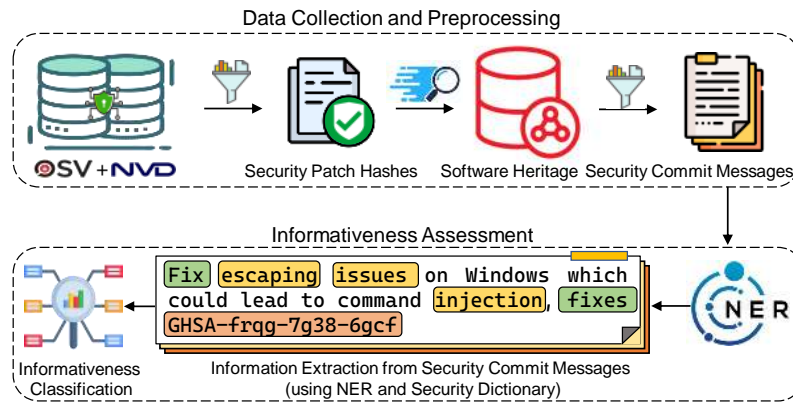 Data Collection and Preprocessing
OSV + NVD
Security Patch Hashes
Software Heritage
Security Commit Messages
Informativeness Assessment
Fix escaping issues on Windows which
could lead to command injection, fixes
GHSA-frqg-7g38-6gcf
NER
Informativeness
Classification
Information Extraction from Security Commit Messages
(using NER and Security Dictionary)